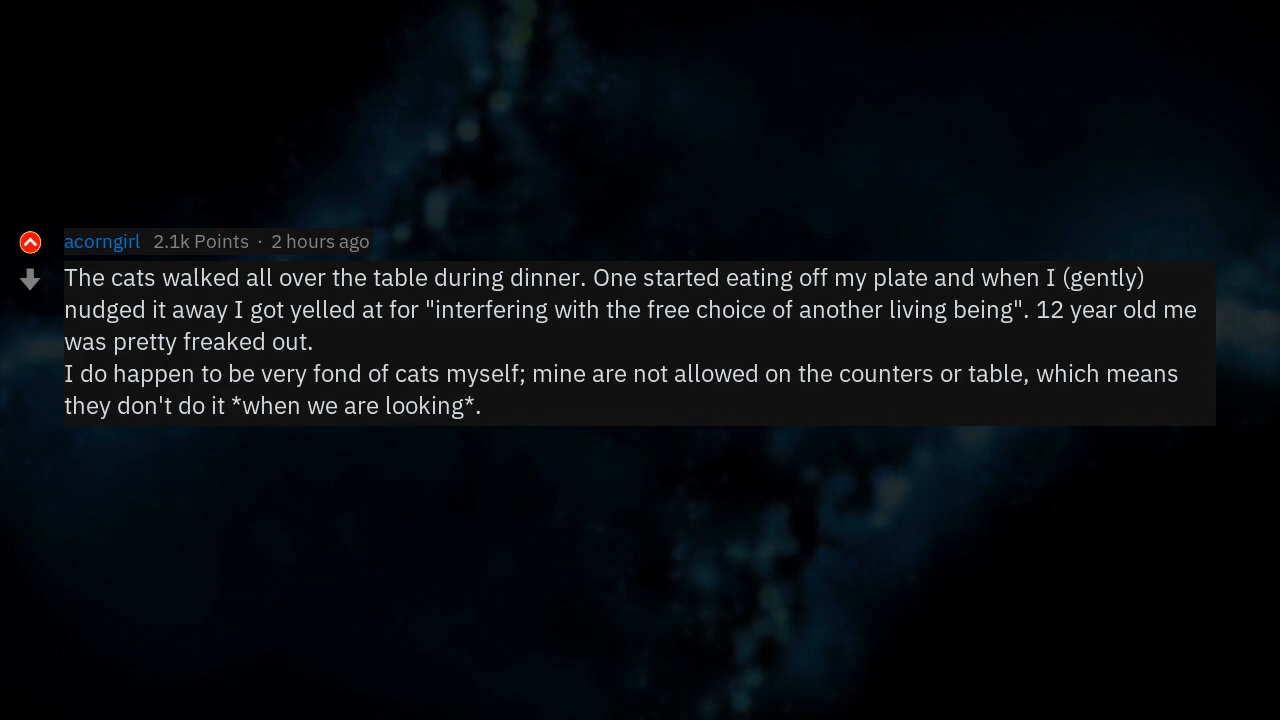 acorngirl 2.1k Points · 2 hours ago
The cats walked all over the table during dinner. One started eating off my plate and when I (gently)
nudged it away I got yelled at for "interfering with the free choice of another living being". 12 year old me
was pretty freaked out.
I do happen to be very fond of cats myself; mine are not allowed on the counters or table, which means
they don't do it *when we are looking*.